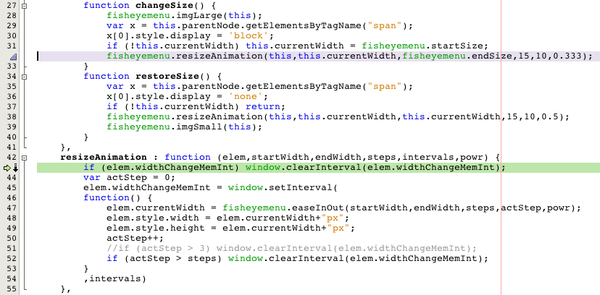 27 function changeSize() {
28 fisheyemenu.imgLarge(this);
29 var x = this.parentNode.getElementsByTagName("span");
30 x[0].style.display = 'block';
31 if (!this.currentWidth) this.currentWidth = fisheyemenu.startSize;
fisheyemenu.resizeAnimation(this,this.currentWidth,fisheyemenu.endSize,15,10,0.333);
33 }
34 function restoreSize() {
35 var x = this.parentNode.getElementsByTagName("span");
36 x[0].style.display = 'none';
37 if (!this.currentWidth) return;
38 fisheyemenu.resizeAnimation(this,this.currentWidth,this.currentWidth,15,10,0.5);
39 fisheyemenu.imgSmall(this);
40 }
41 },
42 resizeAnimation : function (elem,startWidth,endWidth,steps,intervals,powr) {
if (elem.widthChangeMemInt) window.clearInterval(elem.widthChangeMemInt);
44 var actStep = 0;
45 elem.widthChangeMemInt = window.setInterval(
46 function() {
47 elem.currentWidth = fisheyemenu.easeInOut(startWidth,endWidth,steps,actStep,powr);
48 elem.style.width = elem.currentWidth+"px";
49 elem.style.height = elem.currentWidth+"px";
50 actStep++;
51 //if (actStep > 3) window.clearInterval(elem.widthChangeMemInt);
52 if (actStep > steps) window.clearInterval(elem.widthChangeMemInt);
53 }
54 ,intervals)
55 },